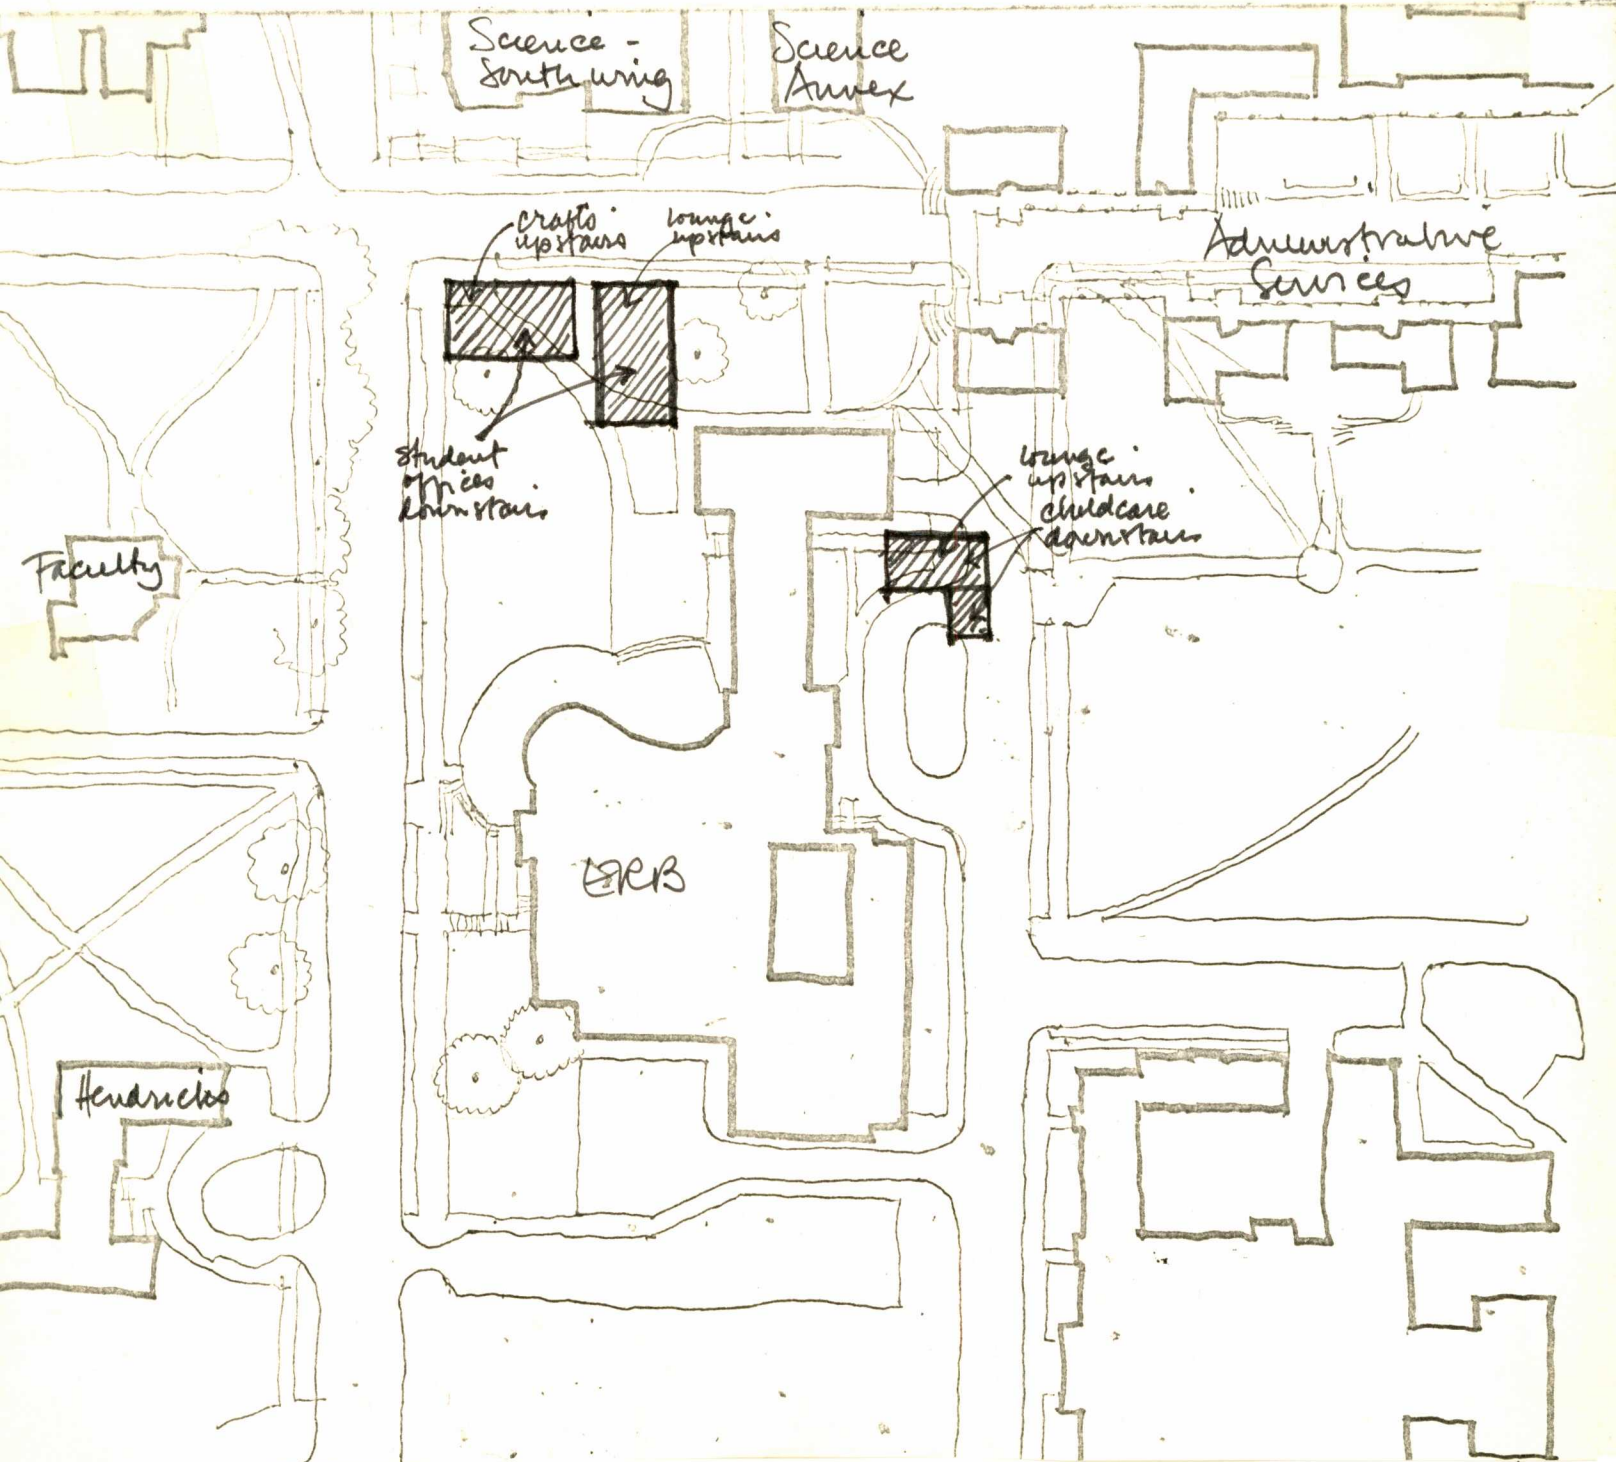 Science -
South wing
Science
Annex
crafts
upstairs
lounge
upstairs
Administrative
Services
student
offices
downstairs
lounge
upstairs
childcare
downstairs
Faculty
ERB
Hendricks